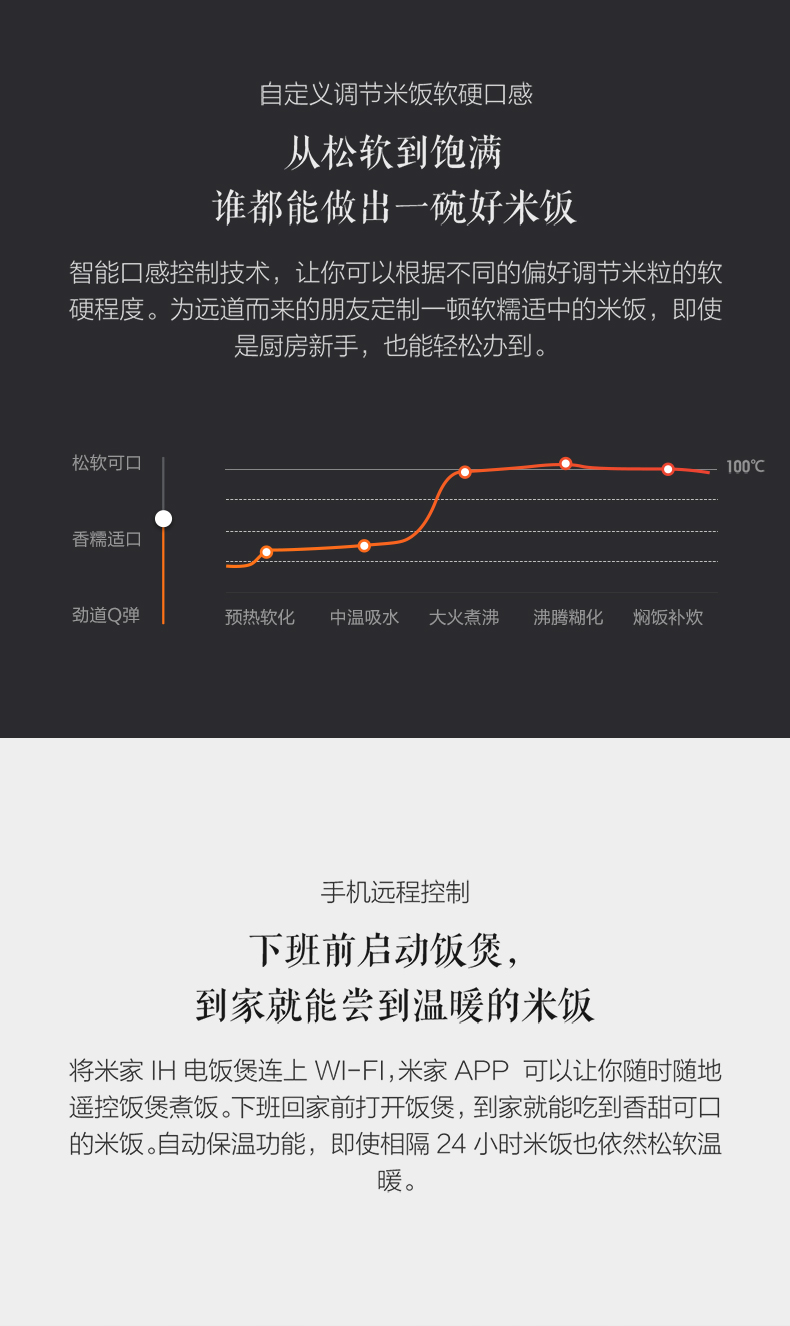 自定义调节米饭软硬口感
从松软到饱满
谁都能做出一碗好米饭
智能口感控制技术，让你可以根据不同的偏好调节米粒的软
硬程度。为远道而来的朋友定制一顿软糯适中的米饭，即使
是厨房新手，也能轻松办到。
松软可口
100℃
香糯适口
劲道Q弹
预热软化 中温吸水 大火煮沸 沸腾糊化 焖饭补炊
手机远程控制
下班前启动饭煲，
到家就能尝到温暖的米饭
将米家 IH 电饭煲连上 WI-FI，米家 APP 可以让你随时随地
遥控饭煲煮饭。下班回家前打开饭煲，到家就能吃到香甜可口
的米饭。自动保温功能，即使相隔 24 小时米饭也依然松软温
暖。